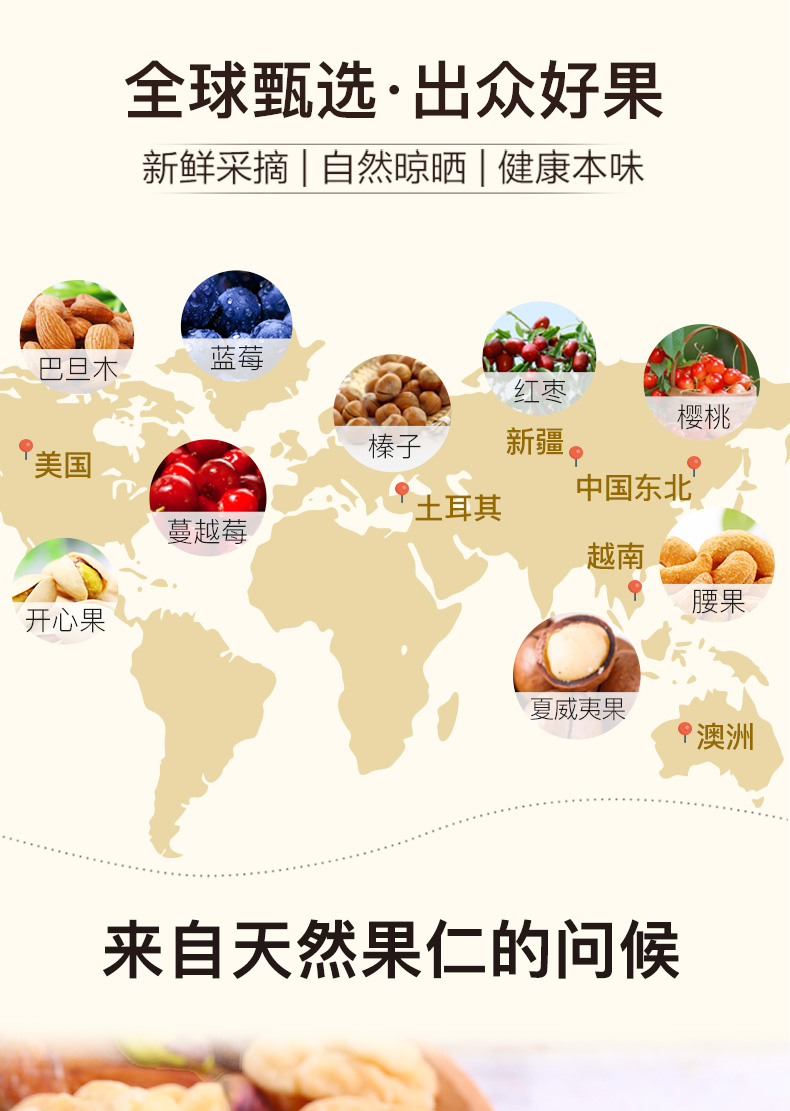 全球甄选·出众好果
新鲜采摘 | 自然晾晒 | 健康本味
巴旦木
蓝莓
榛子
红枣
樱桃
美国
新疆
中国东北
蔓越莓
土耳其
越南
开心果
腰果
夏威夷果
澳洲
来自天然果仁的问候